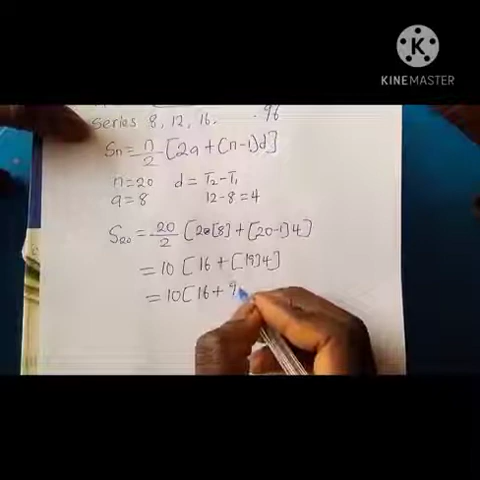 K
KINEMASTER
Series 8, 12, 16. . 96
Sn = n/2 [2a + (n-1)d]
n=20 d = T2 - T1
a = 8 12-8 = 4
S20 = 20/2 [2[8] + [20-1]4]
= 10 [16 + [19]4]
= 10 [16 + 9